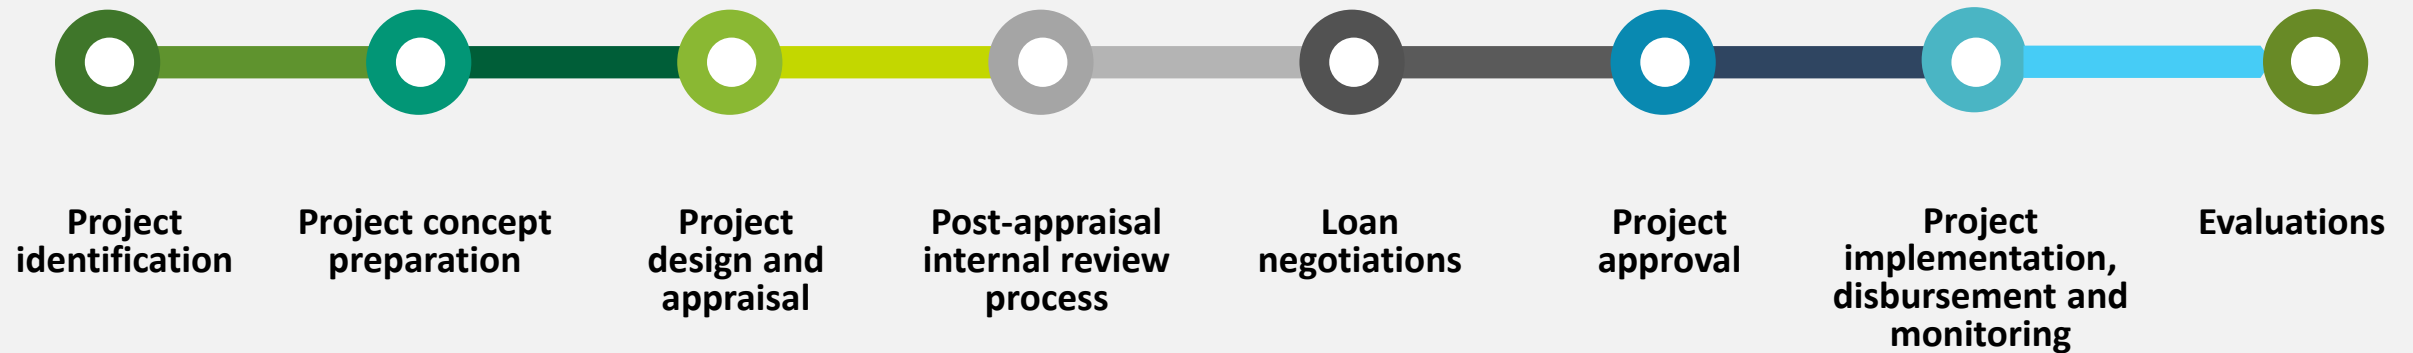 Project
identification
Project concept
preparation
Project
design and
appraisal
Post-appraisal
internal review
process
Loan
negotiations
Project
approval
Project
implementation,
disbursement and
monitoring
Evaluations